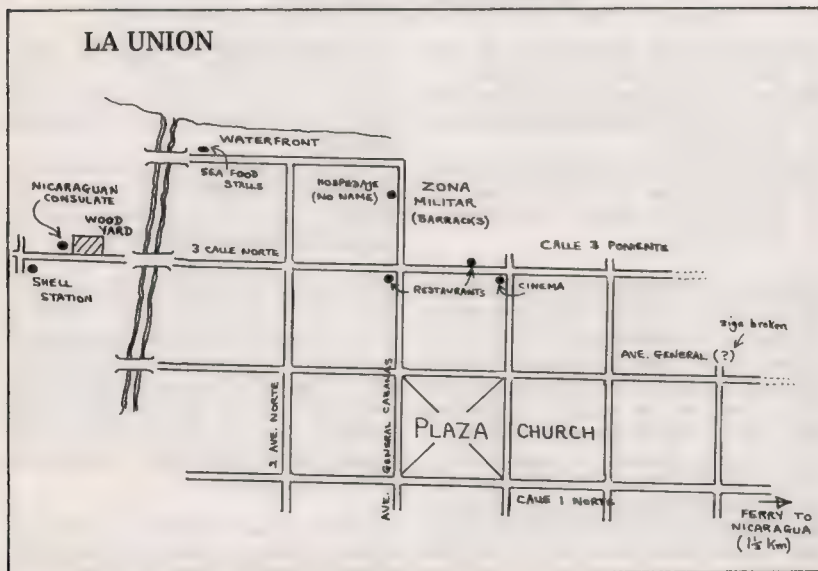 LA UNION
WATERFRONT
SEA FOOD
STALLS
HOSPEDAJE
(NO NAME)
ZONA
MILITAR
(BARRACKS)
NICARAGUAN
CONSULATE
WOOD
YARD
3 CALLE NORTE
CALLE 3 PONIENTE
SHELL
STATION
RESTAURANTS
CINEMA
sign broken
AVE. GENERAL (?)
2 AVE. NORTE
AVE. GENERAL CABANAS
PLAZA
CHURCH
CALLE 1 NORTE
FERRY TO
NICARAGUA
(1½ Km)